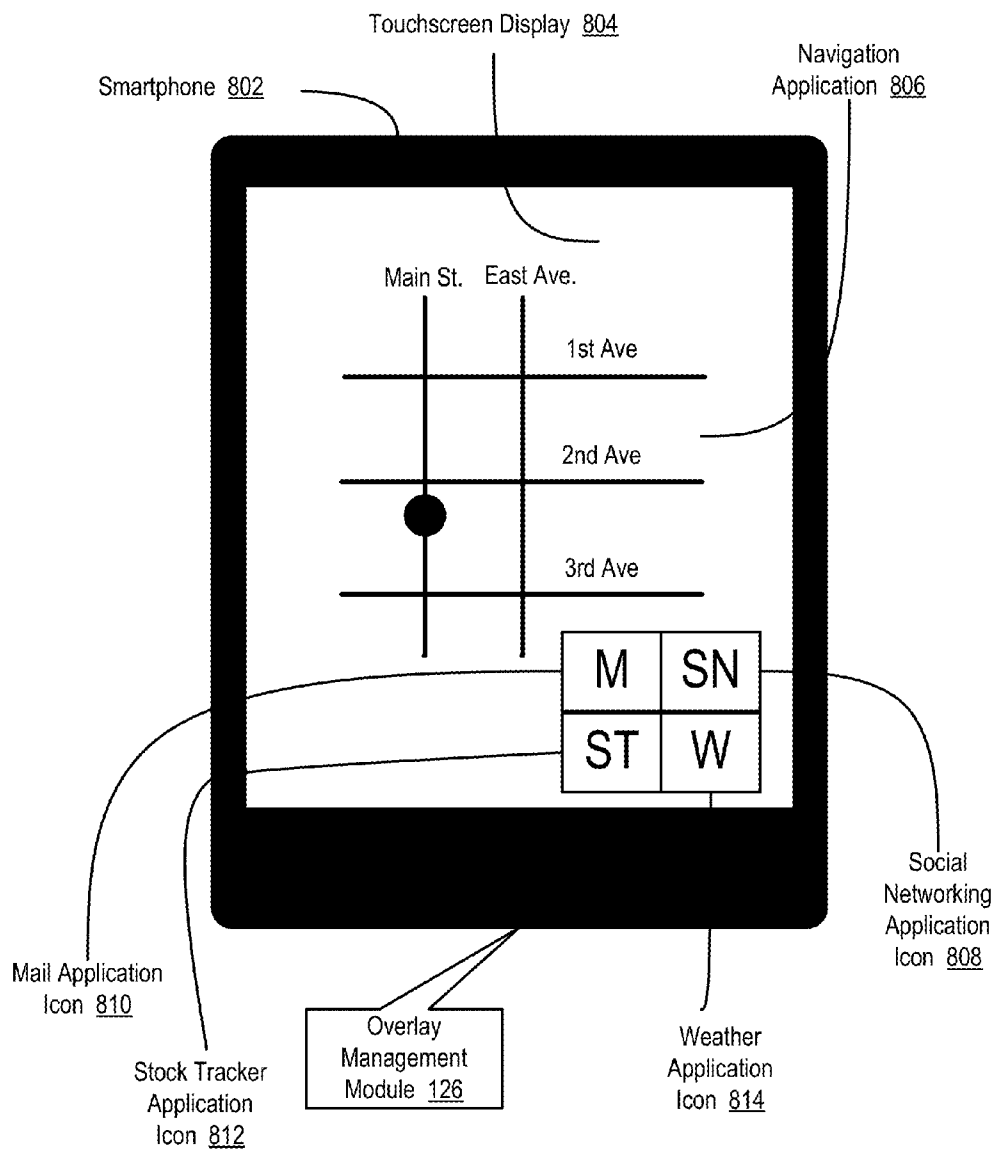 Touchscreen Display 804
Smartphone 802
Navigation
Application 806
Main St. East Ave.
1st Ave
2nd Ave
3rd Ave
M SN
ST W
Social
Networking
Application
Icon 808
Mail Application
Icon 810
Overlay
Management
Module 126
Weather
Application
Icon 814
Stock Tracker
Application
Icon 812